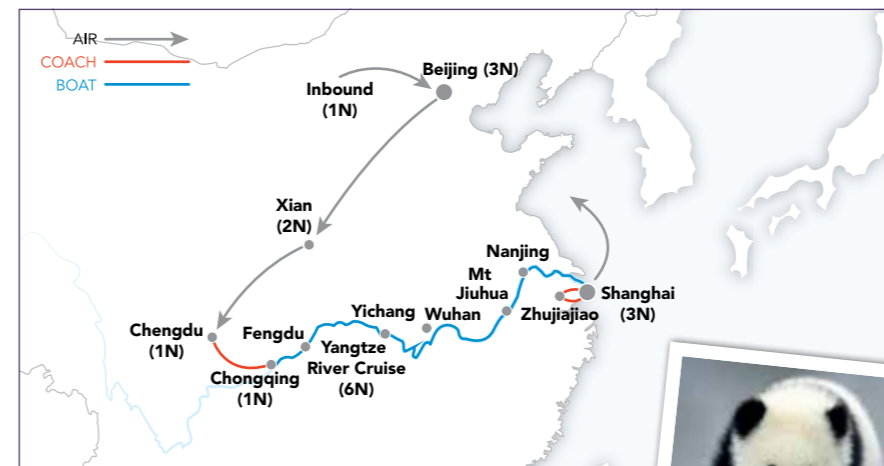 AIR
COACH
BOAT
Inbound
(1N)
Beijing (3N)
Xian
(2N)
Nanjing
Mt
Jiuhua
Shanghai
(3N)
Zhujiajiao
Wuhan
Yichang
Yangtze
River Cruise
(6N)
Fengdu
Chengdu
(1N)
Chongqing
(1N)